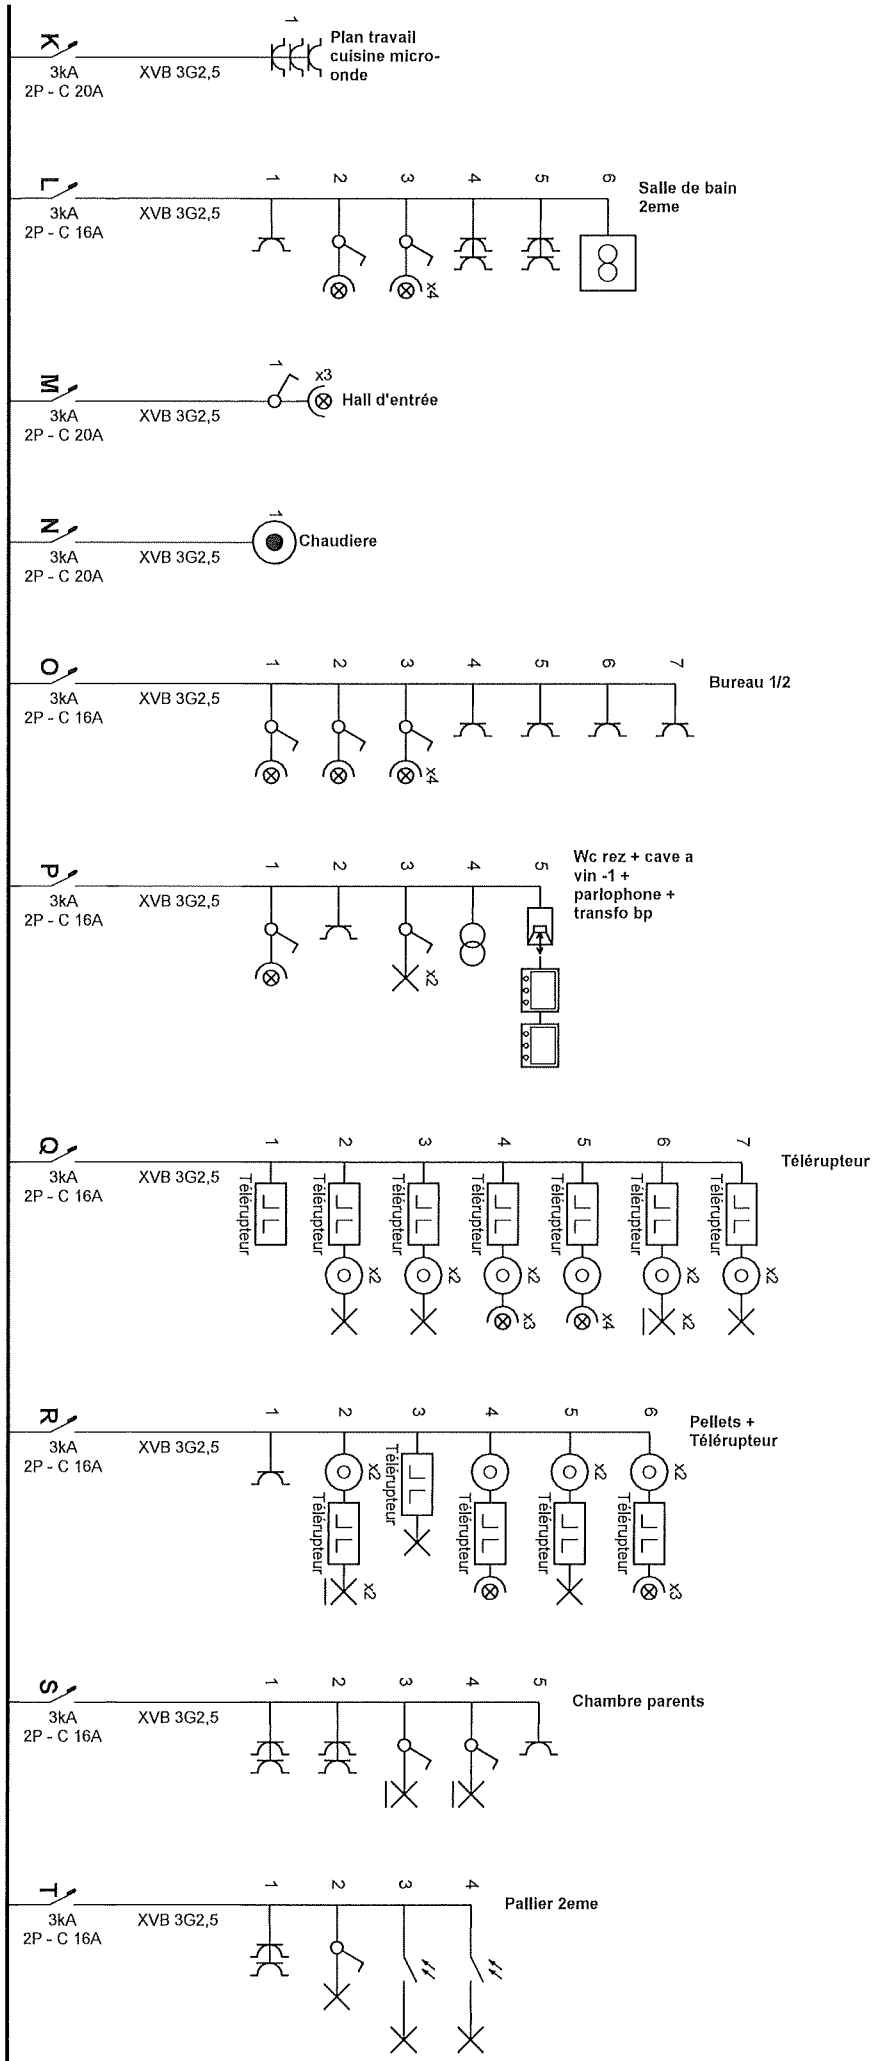 K
3kA
2P - C 20A
XVB 3G2,5
1
Plan travail
cuisine micro-
onde
L
3kA
2P - C 16A
XVB 3G2,5
1
2
3
4
5
6
x4
Salle de bain
2eme
M
3kA
2P - C 20A
XVB 3G2,5
1
x3
Hall d'entrée
N
3kA
2P - C 20A
XVB 3G2,5
1
Chaudiere
O
3kA
2P - C 16A
XVB 3G2,5
1
2
3
4
5
6
7
x4
Bureau 1/2
P
3kA
2P - C 16A
XVB 3G2,5
1
2
3
4
5
x2
Wc rez + cave a
vin -1 +
parlophone +
transfo bp
Q
3kA
2P - C 16A
XVB 3G2,5
1
2
3
4
5
6
7
Télérupteur
Télérupteur
Télérupteur
Télérupteur
Télérupteur
Télérupteur
Télérupteur
Télérupteur
x2
x2
x2
x2
x2
x3
x4
x2
R
3kA
2P - C 16A
XVB 3G2,5
1
2
3
4
5
6
Pellets +
Télérupteur
x2
x2
x2
Télérupteur
Télérupteur
Télérupteur
Télérupteur
Télérupteur
x2
x3
S
3kA
2P - C 16A
XVB 3G2,5
1
2
3
4
5
Chambre parents
T
3kA
2P - C 16A
XVB 3G2,5
1
2
3
4
Pallier 2eme